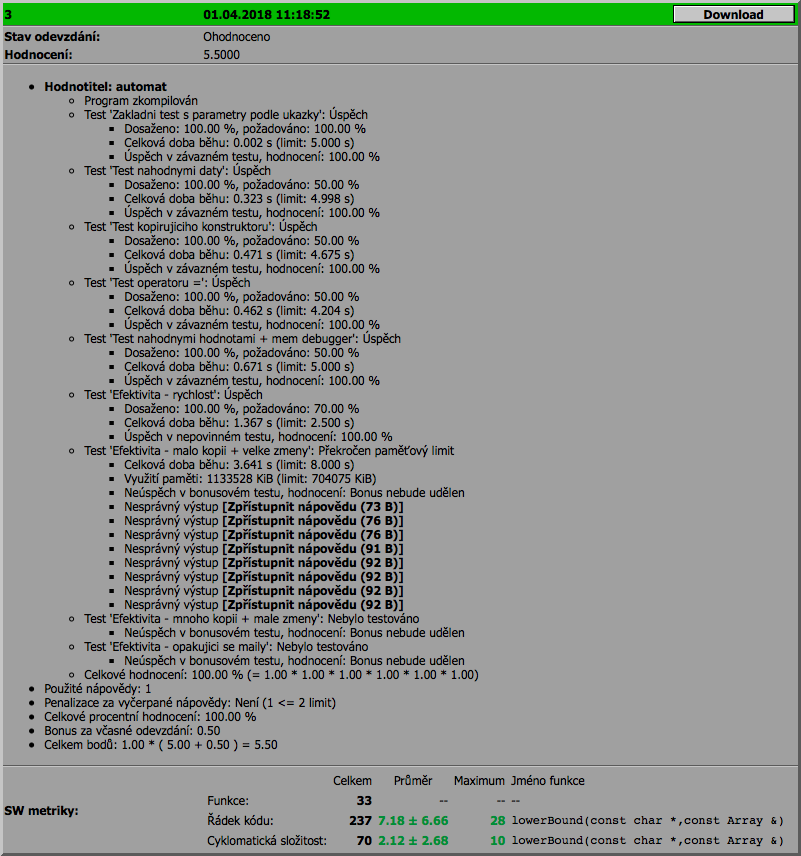 3 01.04.2018 11:18:52 Download
Stav odevzdání: Ohodnoceno
Hodnocení: 5.5000
Hodnotitel: automat
Program zkompilován
Test 'Zakladni test s parametry podle ukazky': Úspěch
Dosaženo: 100.00 %, požadováno: 100.00 %
Celková doba běhu: 0.002 s (limit: 5.000 s)
Úspěch v závazném testu, hodnocení: 100.00 %
Test 'Test nahodnymi daty': Úspěch
Dosaženo: 100.00 %, požadováno: 50.00 %
Celková doba běhu: 0.323 s (limit: 4.998 s)
Úspěch v závazném testu, hodnocení: 100.00 %
Test 'Test kopirujiciho konstruktoru': Úspěch
Dosaženo: 100.00 %, požadováno: 50.00 %
Celková doba běhu: 0.471 s (limit: 4.675 s)
Úspěch v závazném testu, hodnocení: 100.00 %
Test 'Test operatoru =': Úspěch
Dosaženo: 100.00 %, požadováno: 50.00 %
Celková doba běhu: 0.462 s (limit: 4.204 s)
Úspěch v závazném testu, hodnocení: 100.00 %
Test 'Test nahodnymi hodnotami + mem debugger': Úspěch
Dosaženo: 100.00 %, požadováno: 50.00 %
Celková doba běhu: 0.671 s (limit: 5.000 s)
Úspěch v závazném testu, hodnocení: 100.00 %
Test 'Efektivita - rychlost': Úspěch
Dosaženo: 100.00 %, požadováno: 70.00 %
Celková doba běhu: 1.367 s (limit: 2.500 s)
Úspěch v nepovinném testu, hodnocení: 100.00 %
Test 'Efektivita - malo kopii + velke zmeny': Překročen paměťový limit
Celková doba běhu: 3.641 s (limit: 8.000 s)
Využití paměti: 1133528 KiB (limit: 704075 KiB)
Neúspěch v bonusovém testu, hodnocení: Bonus nebude udělen
Nesprávný výstup [Zpřístupnit nápovědu (73 B)]
Nesprávný výstup [Zpřístupnit nápovědu (76 B)]
Nesprávný výstup [Zpřístupnit nápovědu (76 B)]
Nesprávný výstup [Zpřístupnit nápovědu (91 B)]
Nesprávný výstup [Zpřístupnit nápovědu (92 B)]
Nesprávný výstup [Zpřístupnit nápovědu (92 B)]
Nesprávný výstup [Zpřístupnit nápovědu (92 B)]
Nesprávný výstup [Zpřístupnit nápovědu (92 B)]
Test 'Efektivita - mnoho kopii + male zmeny': Nebylo testováno
Neúspěch v bonusovém testu, hodnocení: Bonus nebude udělen
Test 'Efektivita - opakujici se maily': Nebylo testováno
Neúspěch v bonusovém testu, hodnocení: Bonus nebude udělen
Celkové hodnocení: 100.00 % (= 1.00 * 1.00 * 1.00 * 1.00 * 1.00 * 1.00)
Použité nápovědy: 1
Penalizace za vyčerpané nápovědy: Není (1 <= 2 limit)
Celkové procentní hodnocení: 100.00 %
Bonus za včasné odevzdání: 0.50
Celkem bodů: 1.00 * ( 5.00 + 0.50 ) = 5.50
Celkem Průměr Maximum Jméno funkce
SW metriky:
Funkce: 33 -- -- --
Řádek kódu: 237 7.18 ± 6.66 28 lowerBound(const char *,const Array &)
Cyklomatická složitost: 70 2.12 ± 2.68 10 lowerBound(const char *,const Array &)